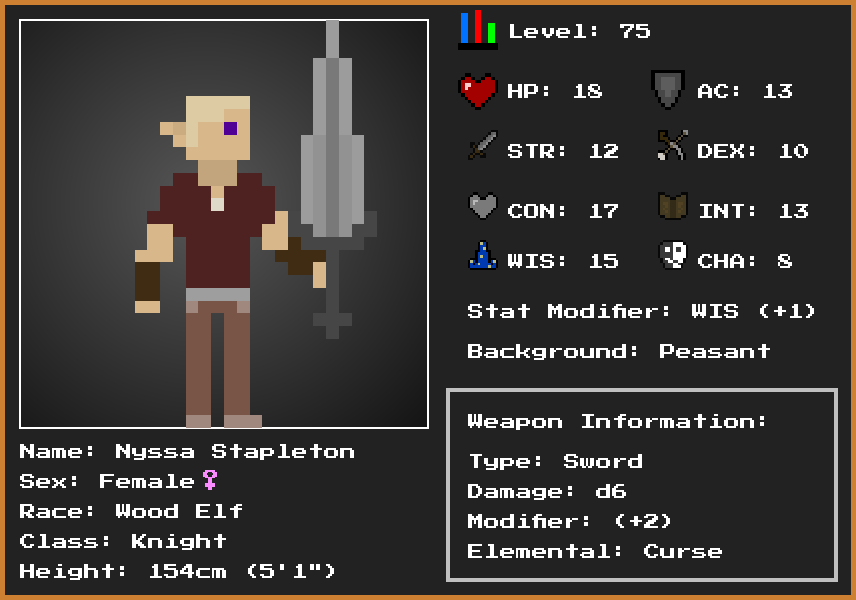 Level: 75
HP: 18
AC: 13
STR: 12
DEX: 10
CON: 17
INT: 13
WIS: 15
CHA: 8
Stat Modifier: WIS (+1)
Background: Peasant
Weapon Information:
Type: Sword
Damage: d6
Modifier: (+2)
Elemental: Curse
Name: Nyssa Stapleton
Sex: Female♀
Race: Wood Elf
Class: Knight
Height: 154cm (5'1")